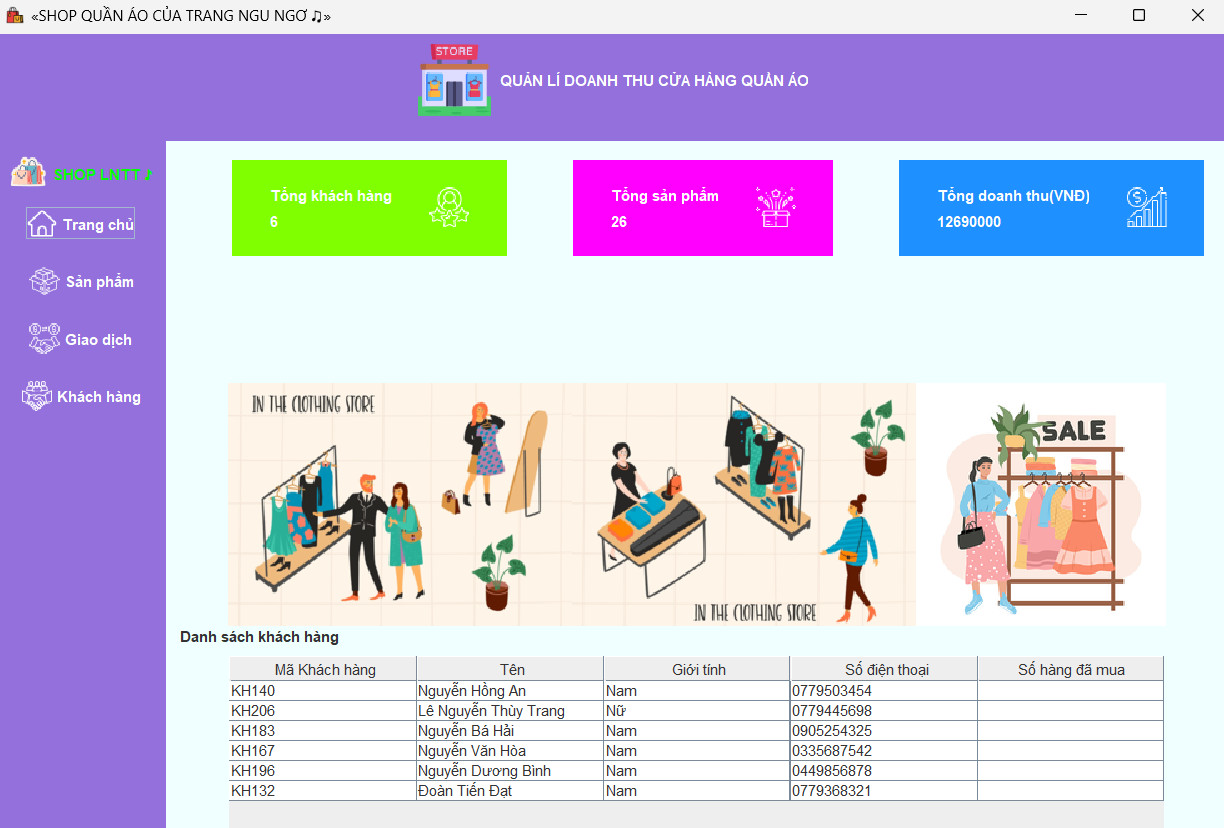 «SHOP QUẦN ÁO CỦA TRANG NGU NGƠ ♫»
STORE
QUẢN LÍ DOANH THU CỬA HÀNG QUẦN ÁO
SHOP LNTT ♪
Trang chủ
Sản phẩm
Giao dịch
Khách hàng
Tổng khách hàng
6
Tổng sản phẩm
26
Tổng doanh thu(VNĐ)
12690000
IN THE CLOTHING STORE
SALE
IN THE CLOTHING STORE
Danh sách khách hàng
Mã Khách hàng Tên Giới tính Số điện thoại Số hàng đã mua
KH140 Nguyễn Hồng An Nam 0779503454
KH206 Lê Nguyễn Thùy Trang Nữ 0779445698
KH183 Nguyễn Bá Hải Nam 0905254325
KH167 Nguyễn Văn Hòa Nam 0335687542
KH196 Nguyễn Dương Bình Nam 0449856878
KH132 Đoàn Tiến Đạt Nam 0779368321